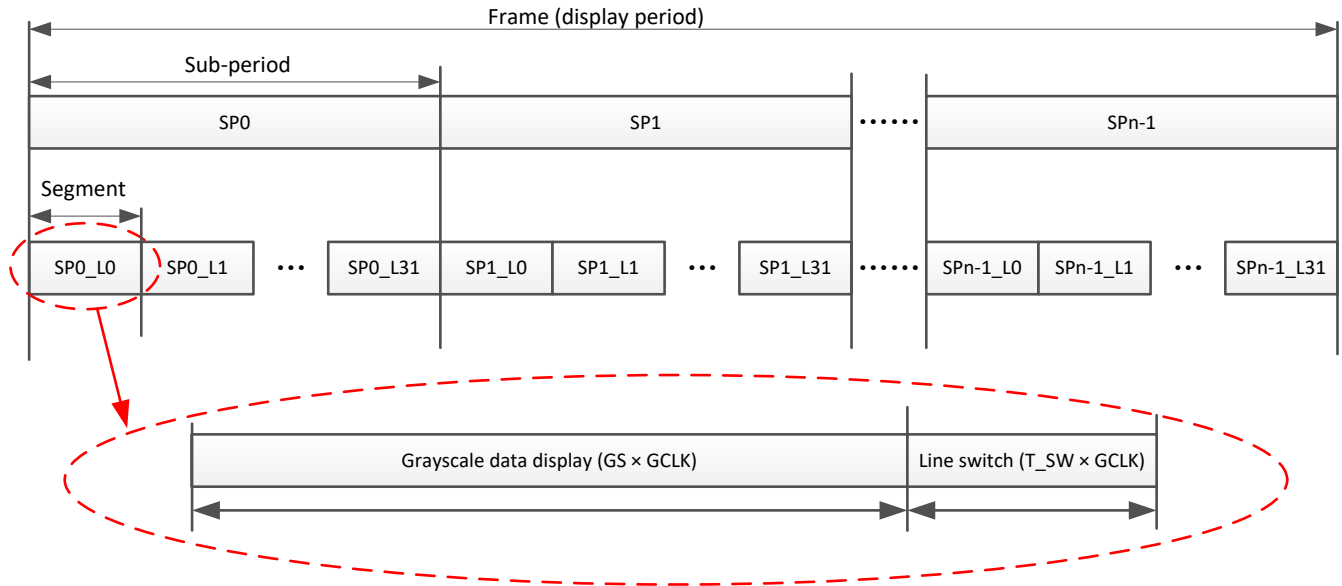 Frame (display period)
Sub-period
SP0 SP1 •••••• SPn-1
Segment
SP0_L0 SP0_L1 ••• SP0_L31 SP1_L0 SP1_L1 ••• SP1_L31 •••••• SPn-1_L0 SPn-1_L1 ••• SPn-1_L31
Grayscale data display (GS × GCLK) Line switch (T_SW × GCLK)